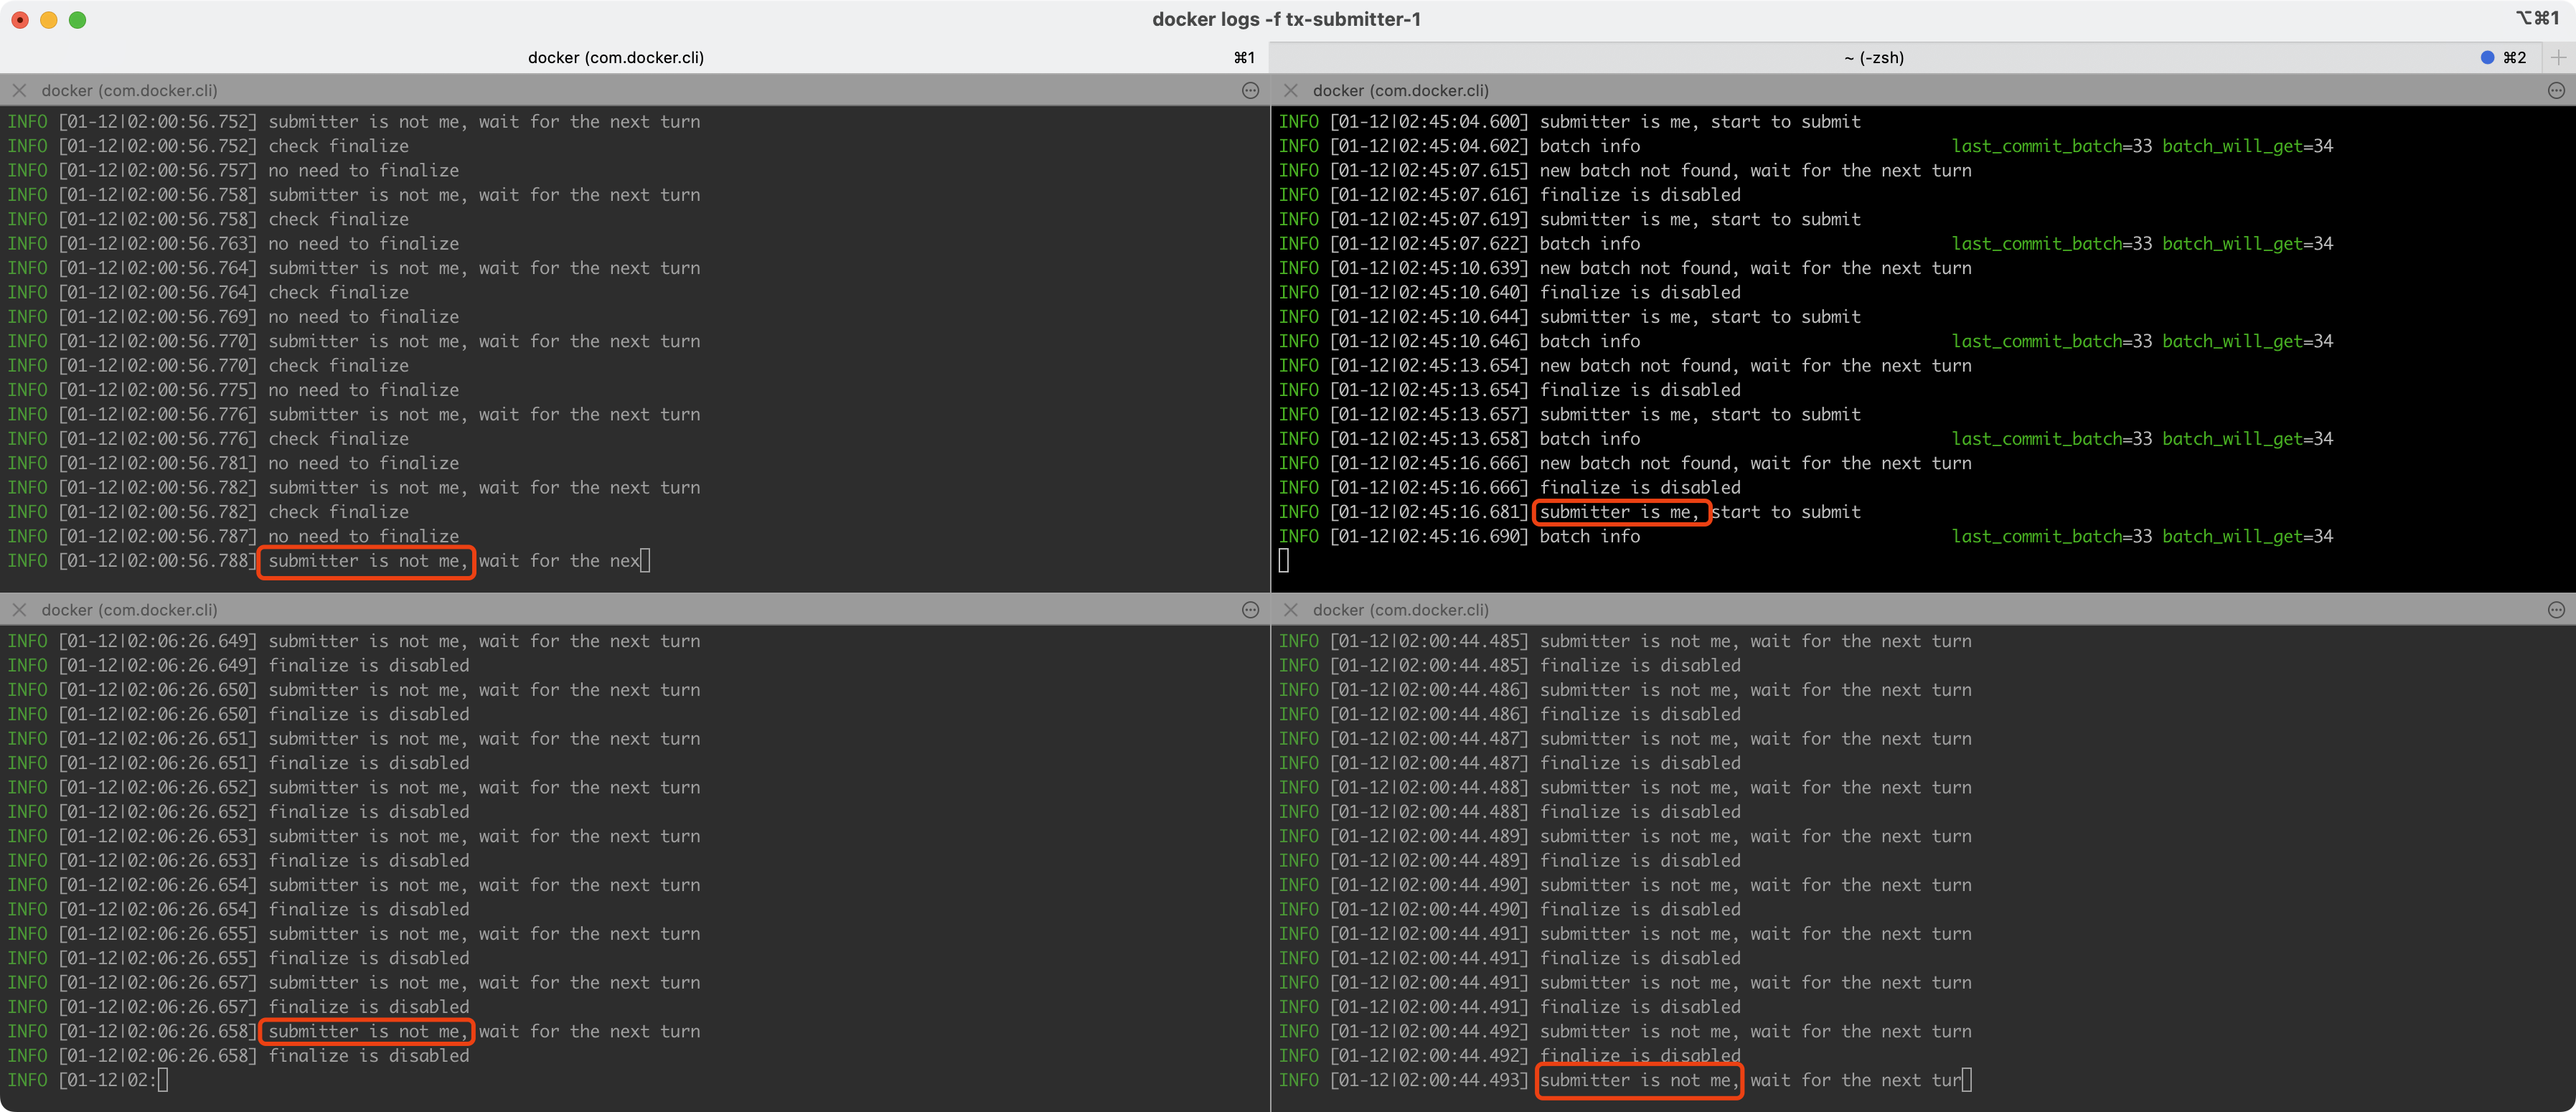 docker logs -f tx-submitter-1
⌥⌘1
docker (com.docker.cli) ⌘1
~ (-zsh) ⌘2
docker (com.docker.cli)
INFO [01-12|02:00:56.752] submitter is not me, wait for the next turn
INFO [01-12|02:00:56.752] check finalize
INFO [01-12|02:00:56.757] no need to finalize
INFO [01-12|02:00:56.758] submitter is not me, wait for the next turn
INFO [01-12|02:00:56.758] check finalize
INFO [01-12|02:00:56.763] no need to finalize
INFO [01-12|02:00:56.764] submitter is not me, wait for the next turn
INFO [01-12|02:00:56.764] check finalize
INFO [01-12|02:00:56.769] no need to finalize
INFO [01-12|02:00:56.770] submitter is not me, wait for the next turn
INFO [01-12|02:00:56.770] check finalize
INFO [01-12|02:00:56.775] no need to finalize
INFO [01-12|02:00:56.776] submitter is not me, wait for the next turn
INFO [01-12|02:00:56.776] check finalize
INFO [01-12|02:00:56.781] no need to finalize
INFO [01-12|02:00:56.782] submitter is not me, wait for the next turn
INFO [01-12|02:00:56.782] check finalize
INFO [01-12|02:00:56.787] no need to finalize
INFO [01-12|02:00:56.788] submitter is not me, wait for the nex
docker (com.docker.cli)
INFO [01-12|02:45:04.600] submitter is me, start to submit
INFO [01-12|02:45:04.602] batch info last_commit_batch=33 batch_will_get=34
INFO [01-12|02:45:07.615] new batch not found, wait for the next turn
INFO [01-12|02:45:07.616] finalize is disabled
INFO [01-12|02:45:07.619] submitter is me, start to submit
INFO [01-12|02:45:07.622] batch info last_commit_batch=33 batch_will_get=34
INFO [01-12|02:45:10.639] new batch not found, wait for the next turn
INFO [01-12|02:45:10.640] finalize is disabled
INFO [01-12|02:45:10.644] submitter is me, start to submit
INFO [01-12|02:45:10.646] batch info last_commit_batch=33 batch_will_get=34
INFO [01-12|02:45:13.654] new batch not found, wait for the next turn
INFO [01-12|02:45:13.654] finalize is disabled
INFO [01-12|02:45:13.657] submitter is me, start to submit
INFO [01-12|02:45:13.658] batch info last_commit_batch=33 batch_will_get=34
INFO [01-12|02:45:16.666] new batch not found, wait for the next turn
INFO [01-12|02:45:16.666] finalize is disabled
INFO [01-12|02:45:16.681] submitter is me, start to submit
INFO [01-12|02:45:16.690] batch info last_commit_batch=33 batch_will_get=34
docker (com.docker.cli)
INFO [01-12|02:06:26.649] submitter is not me, wait for the next turn
INFO [01-12|02:06:26.649] finalize is disabled
INFO [01-12|02:06:26.650] submitter is not me, wait for the next turn
INFO [01-12|02:06:26.650] finalize is disabled
INFO [01-12|02:06:26.651] submitter is not me, wait for the next turn
INFO [01-12|02:06:26.651] finalize is disabled
INFO [01-12|02:06:26.652] submitter is not me, wait for the next turn
INFO [01-12|02:06:26.652] finalize is disabled
INFO [01-12|02:06:26.653] submitter is not me, wait for the next turn
INFO [01-12|02:06:26.653] finalize is disabled
INFO [01-12|02:06:26.654] submitter is not me, wait for the next turn
INFO [01-12|02:06:26.654] finalize is disabled
INFO [01-12|02:06:26.655] submitter is not me, wait for the next turn
INFO [01-12|02:06:26.655] finalize is disabled
INFO [01-12|02:06:26.657] submitter is not me, wait for the next turn
INFO [01-12|02:06:26.657] finalize is disabled
INFO [01-12|02:06:26.658] submitter is not me, wait for the next turn
INFO [01-12|02:06:26.658] finalize is disabled
INFO [01-12|02:
docker (com.docker.cli)
INFO [01-12|02:00:44.485] submitter is not me, wait for the next turn
INFO [01-12|02:00:44.485] finalize is disabled
INFO [01-12|02:00:44.486] submitter is not me, wait for the next turn
INFO [01-12|02:00:44.486] finalize is disabled
INFO [01-12|02:00:44.487] submitter is not me, wait for the next turn
INFO [01-12|02:00:44.487] finalize is disabled
INFO [01-12|02:00:44.488] submitter is not me, wait for the next turn
INFO [01-12|02:00:44.488] finalize is disabled
INFO [01-12|02:00:44.489] submitter is not me, wait for the next turn
INFO [01-12|02:00:44.489] finalize is disabled
INFO [01-12|02:00:44.490] submitter is not me, wait for the next turn
INFO [01-12|02:00:44.490] finalize is disabled
INFO [01-12|02:00:44.491] submitter is not me, wait for the next turn
INFO [01-12|02:00:44.491] finalize is disabled
INFO [01-12|02:00:44.491] submitter is not me, wait for the next turn
INFO [01-12|02:00:44.491] finalize is disabled
INFO [01-12|02:00:44.492] submitter is not me, wait for the next turn
INFO [01-12|02:00:44.492] finalize is disabled
INFO [01-12|02:00:44.493] submitter is not me, wait for the next tur